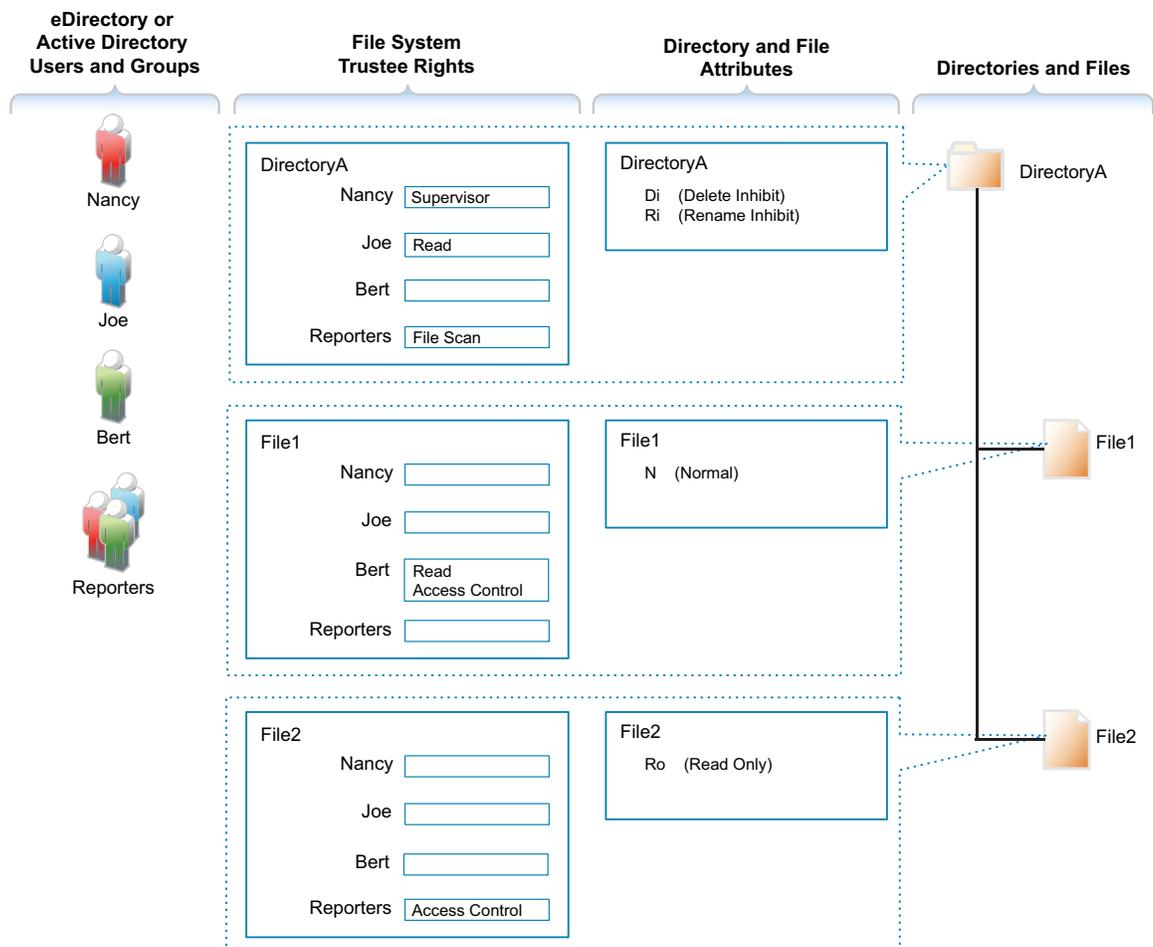 eDirectory or
Active Directory
Users and Groups
File System
Trustee Rights
Directory and File
Attributes
Directories and Files
Nancy
Joe
Bert
Reporters
DirectoryA
Nancy Supervisor
Joe Read
Bert
Reporters File Scan
DirectoryA
Di (Delete Inhibit)
Ri (Rename Inhibit)
DirectoryA
File1
Nancy
Joe
Bert Read
Access Control
Reporters
File1
N (Normal)
File1
File2
Nancy
Joe
Bert
Reporters Access Control
File2
Ro (Read Only)
File2